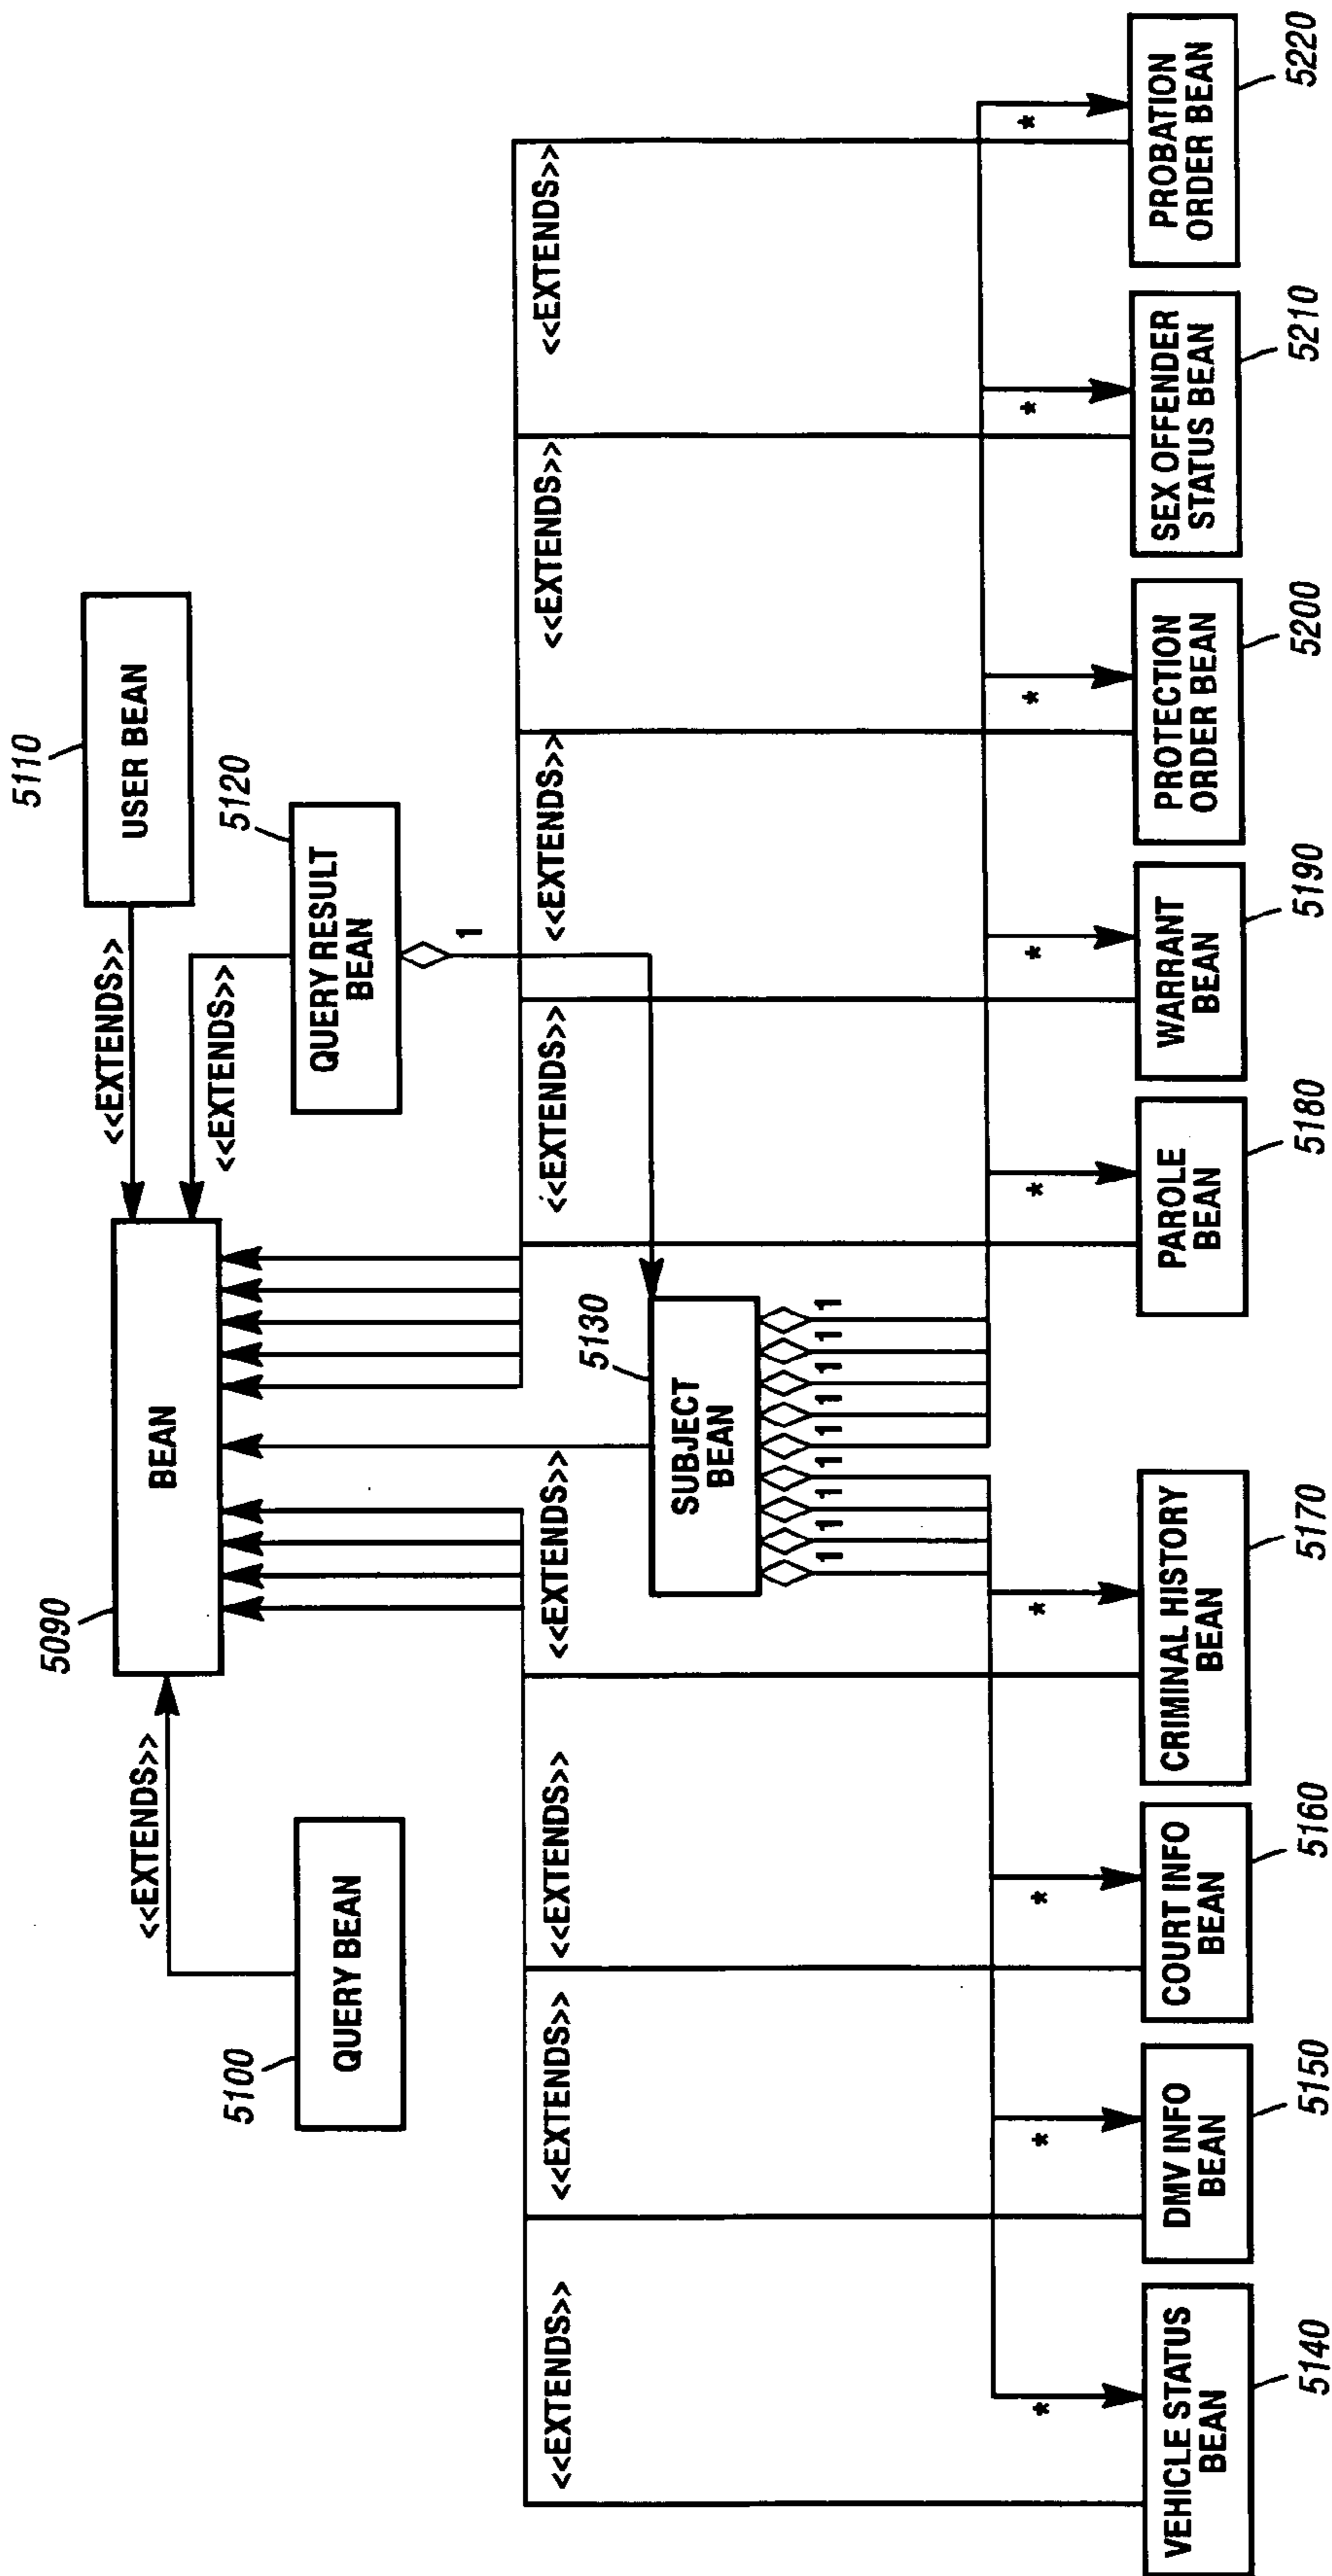 5110
USER BEAN
<<EXTENDS>>
5120
QUERY RESULT
BEAN
1
<<EXTENDS>>
5090
BEAN
<<EXTENDS>>
5100
QUERY BEAN
5130
SUBJECT
BEAN
1
1
1
1
1
1
1
1
1
<<EXTENDS>>
<<EXTENDS>>
<<EXTENDS>>
<<EXTENDS>>
<<EXTENDS>>
<<EXTENDS>>
<<EXTENDS>>
<<EXTENDS>>
<<EXTENDS>>
*
*
*
*
*
*
*
*
*
VEHICLE STATUS
BEAN
5140
DMV INFO
BEAN
5150
COURT INFO
BEAN
5160
CRIMINAL HISTORY
BEAN
5170
PAROLE
BEAN
5180
WARRANT
BEAN
5190
PROTECTION
ORDER BEAN
5200
SEX OFFENDER
STATUS BEAN
5210
PROBATION
ORDER BEAN
5220